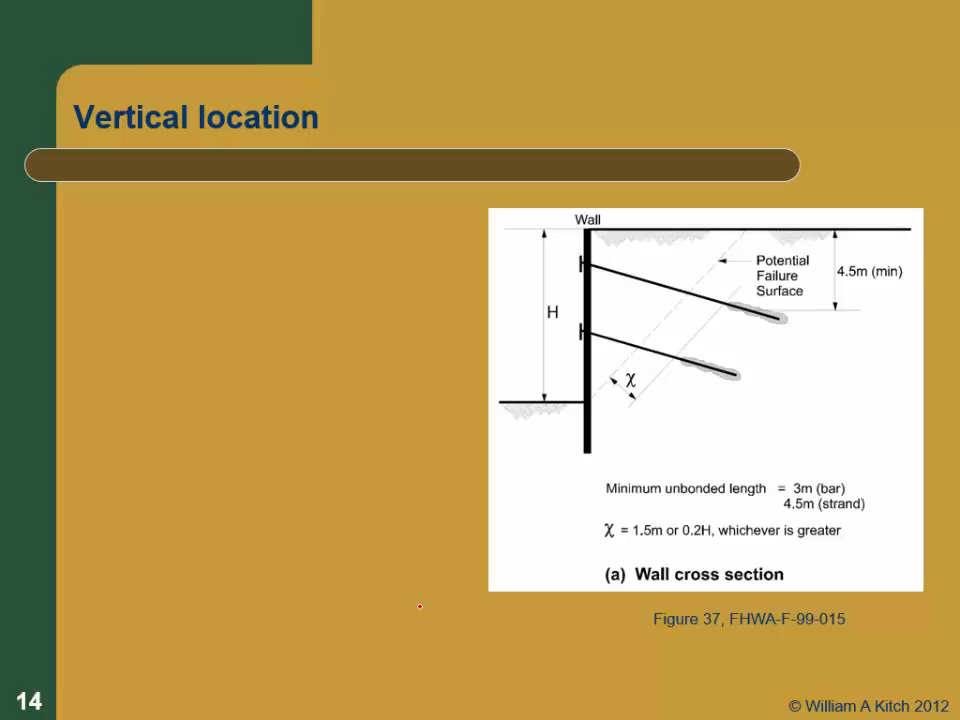 Vertical location
Wall
Potential
Failure
Surface
4.5m (min)
H
χ
Minimum unbonded length = 3m (bar)
4.5m (strand)
χ = 1.5m or 0.2H, whichever is greater
(a) Wall cross section
Figure 37, FHWA-F-99-015
14
© William A Kitch 2012